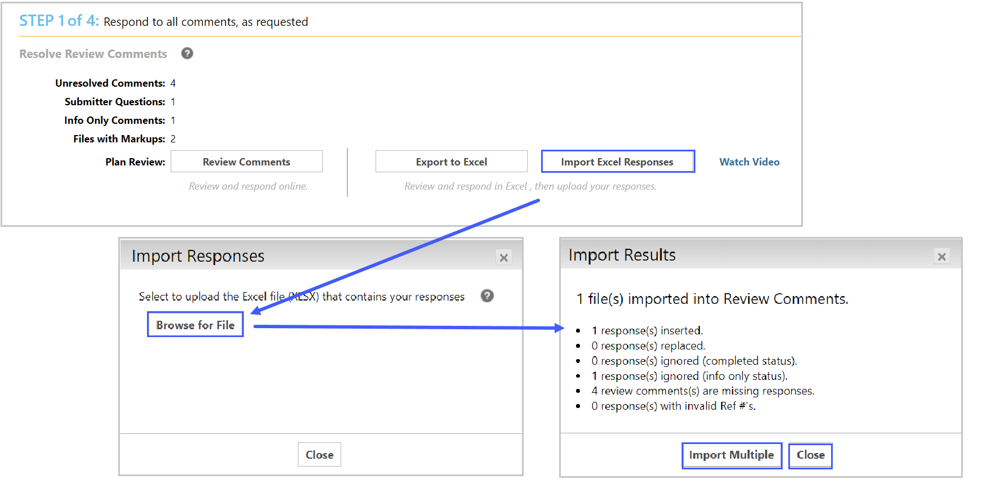 STEP 1 of 4: Respond to all comments, as requested
Resolve Review Comments ?
Unresolved Comments: 4
Submitter Questions: 1
Info Only Comments: 1
Files with Markups: 2
Plan Review: Review Comments Export to Excel Import Excel Responses Watch Video
Review and respond online. Review and respond in Excel , then upload your responses.
Import Responses
Select to upload the Excel file (XLSX) that contains your responses ?
Browse for File
Close
Import Results
1 file(s) imported into Review Comments.
• 1 response(s) inserted.
• 0 response(s) replaced.
• 0 response(s) ignored (completed status).
• 1 response(s) ignored (info only status).
• 4 review comments(s) are missing responses.
• 0 response(s) with invalid Ref #'s.
Import Multiple Close